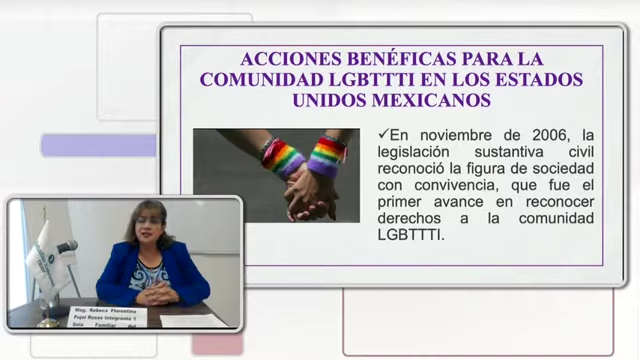 ACCIONES BENÉFICAS PARA LA
COMUNIDAD LGBTTTI EN LOS ESTADOS
UNIDOS MEXICANOS
✓En noviembre de 2006, la
legislación sustantiva civil
reconoció la figura de sociedad
con convivencia, que fue el
primer avance en reconocer
derechos a la comunidad
LGBTTTI.
Mag. Rebeca Florentina
Pujol Rosas Integrante 1
Sala Familiar del